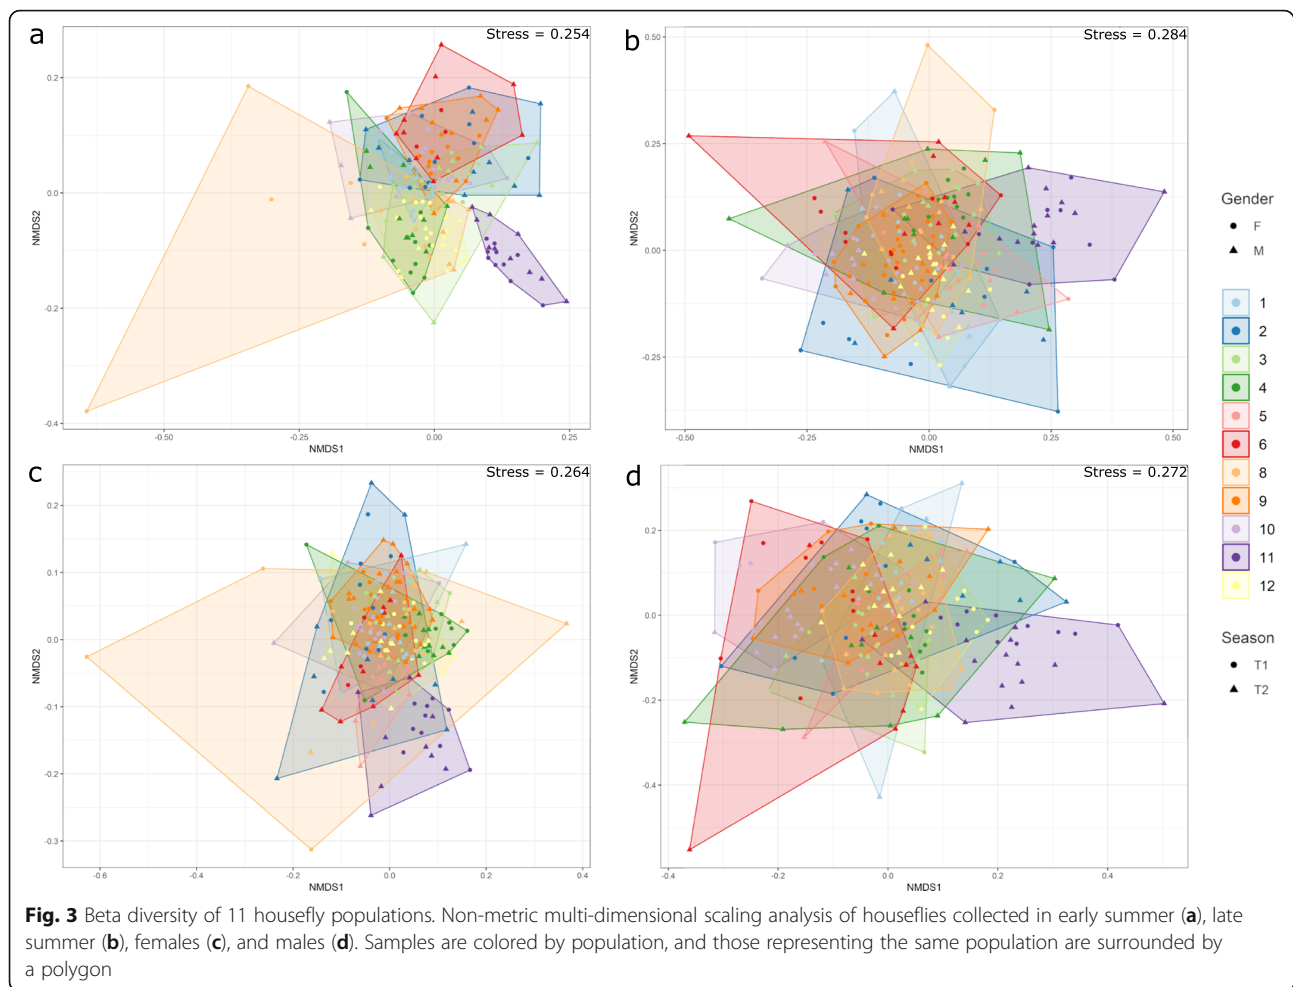 a
Stress = 0.254
0.2
0.0
-0.2
-0.4
NMDS2
-0.50
-0.25
0.00
0.25
NMDS1
b
Stress = 0.284
0.50
0.25
0.00
-0.25
NMDS2
-0.50
-0.25
0.00
0.25
0.50
NMDS1
c
Stress = 0.264
0.2
0.1
0.0
-0.1
-0.2
-0.3
NMDS2
-0.6
-0.4
-0.2
0.0
0.2
0.4
NMDS1
d
Stress = 0.272
0.2
0.0
-0.2
-0.4
NMDS2
-0.4
-0.2
0.0
0.2
0.4
NMDS1
Gender
F
M
1
2
3
4
5
6
8
9
10
11
12
Season
T1
T2
Fig. 3 Beta diversity of 11 housefly populations. Non-metric multi-dimensional scaling analysis of houseflies collected in early summer (a), late
summer (b), females (c), and males (d). Samples are colored by population, and those representing the same population are surrounded by
a polygon